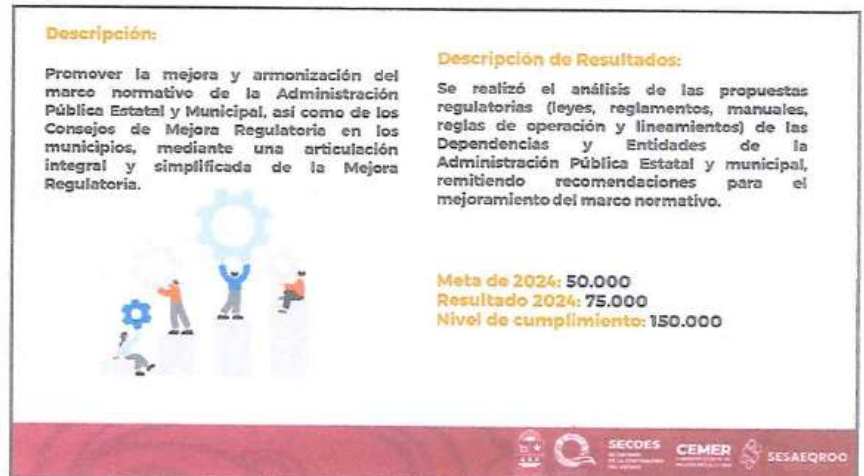 Descripción:
Promover la mejora y armonización del
marco normativo de la Administración
Pública Estatal y Municipal, así como de los
Consejos de Mejora Regulatoria en los
municipios, mediante una articulación
integral y simplificada de la Mejora
Regulatoria.
Descripción de Resultados:
Se realizó el análisis de las propuestas
regulatorias (leyes, reglamentos, manuales,
reglas de operación y lineamientos) de las
Dependencias y Entidades de la
Administración Pública Estatal y municipal,
remitiendo recomendaciones para el
mejoramiento del marco normativo.
Meta de 2024: 50.000
Resultado 2024: 75.000
Nivel de cumplimiento: 150.000
SECOES
CEMER
SESAEQROO